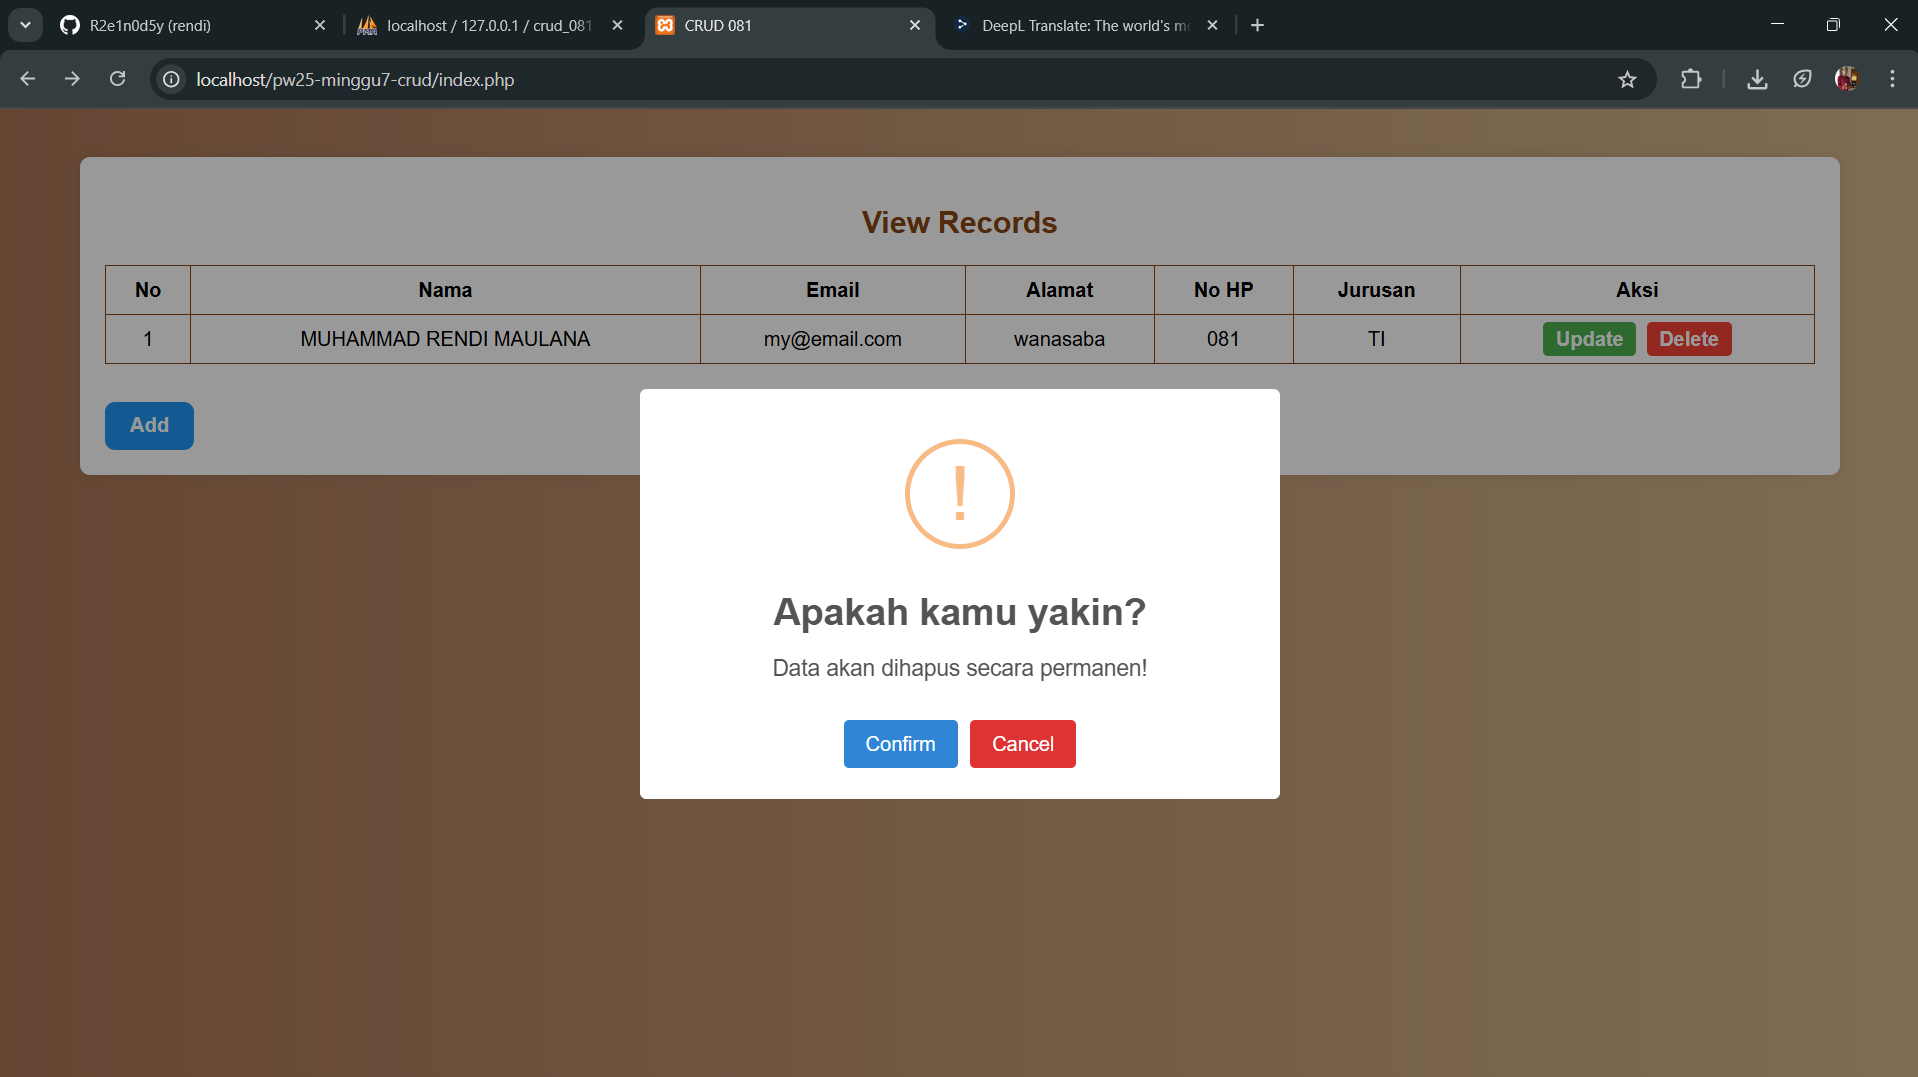 R2e1n0d5y (rendi)
localhost / 127.0.0.1 / crud_081
CRUD 081
DeepL Translate: The world's mo
localhost/pw25-minggu7-crud/index.php
View Records
No Nama Email Alamat No HP Jurusan Aksi
1 MUHAMMAD RENDI MAULANA my@email.com wanasaba 081 TI Update Delete
Add
!
Apakah kamu yakin?
Data akan dihapus secara permanen!
Confirm Cancel